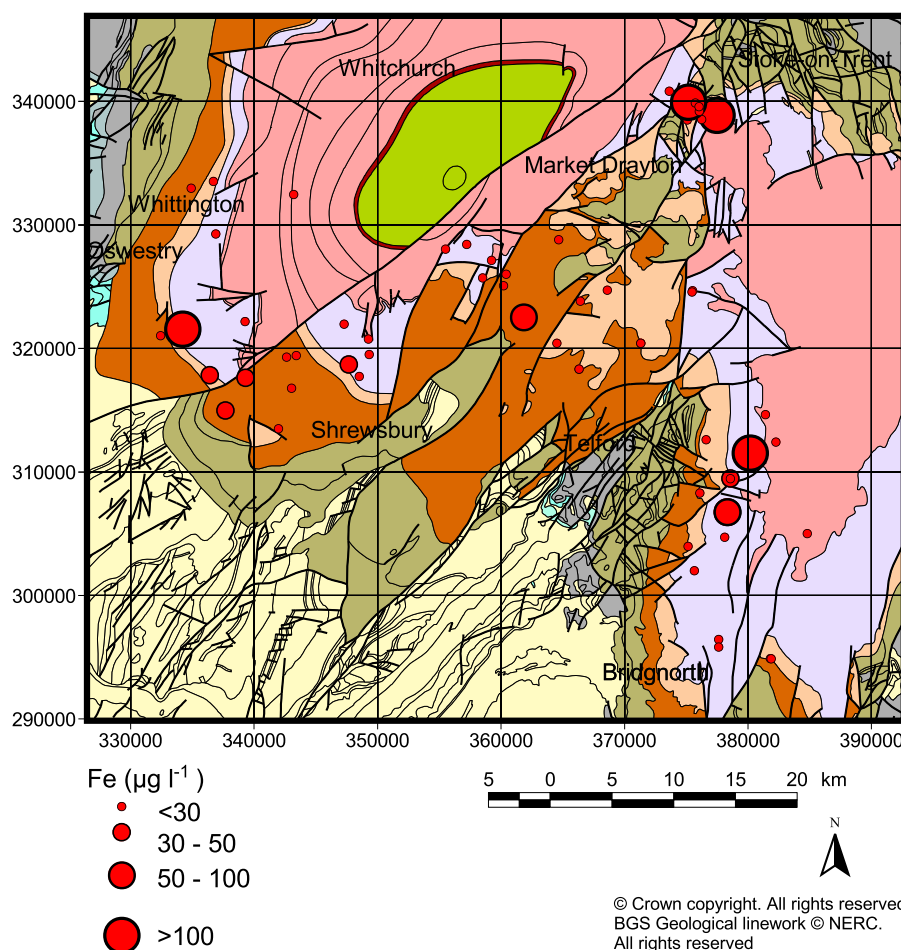 Stoke-on-Trent
Whitchurch
340000
Market Drayton
Whittington
330000
Oswestry
320000
Shrewsbury
Telford
310000
300000
Bridgnorth
290000
330000 340000 350000 360000 370000 380000 390000
Fe (µg l-1 )
5 0 5 10 15 20 km
<30
30 - 50
50 - 100
>100
N
© Crown copyright. All rights reserved
BGS Geological linework © NERC.
All rights reserved